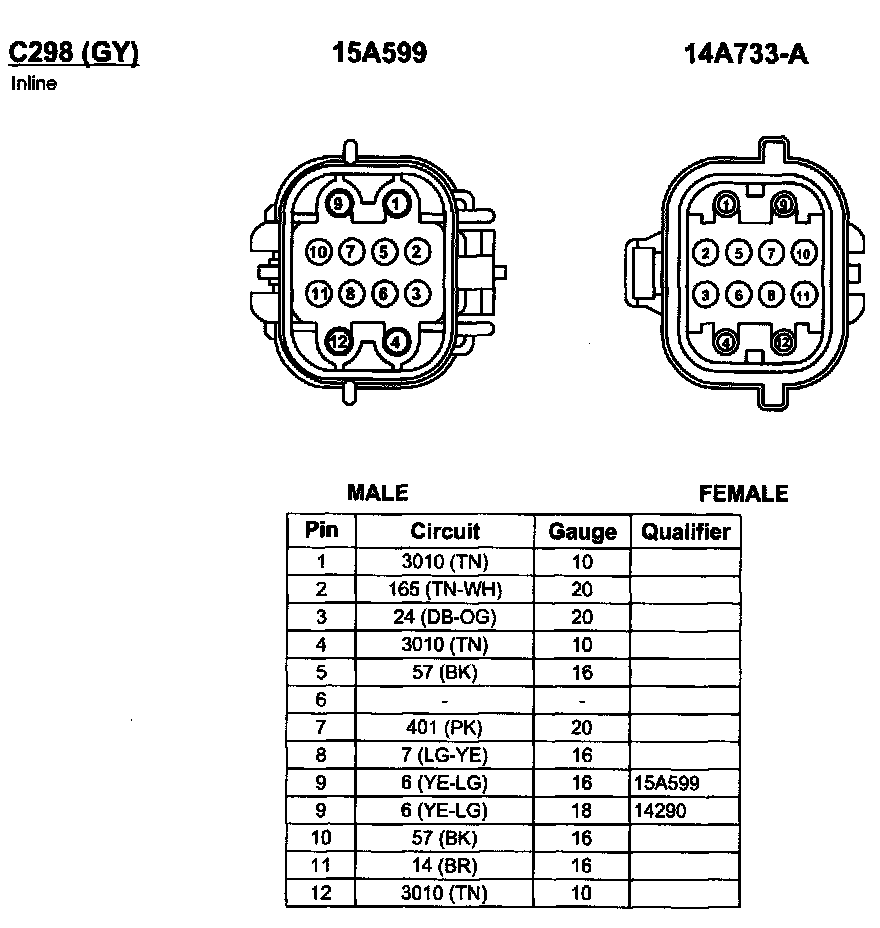 C298 (GY) 15A599 14A733-A
Inline
9 1 1 9
10 7 5 2 2 5 7 10
11 8 6 3 3 6 8 11
12 4 4 12
MALE FEMALE
Pin Circuit Gauge Qualifier
1 3010 (TN) 10
2 165 (TN-WH) 20
3 24 (DB-OG) 20
4 3010 (TN) 10
5 57 (BK) 16
6 - -
7 401 (PK) 20
8 7 (LG-YE) 16
9 6 (YE-LG) 16 15A599
9 6 (YE-LG) 18 14290
10 57 (BK) 16
11 14 (BR) 16
12 3010 (TN) 10